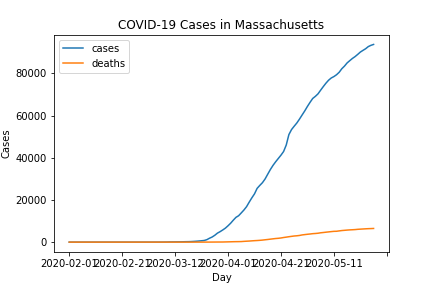 COVID-19 Cases in Massachusetts
cases
deaths
80000
60000
40000
20000
0
Cases
2020-02-01 2020-02-21 2020-03-12 2020-04-01 2020-04-21 2020-05-11
Day